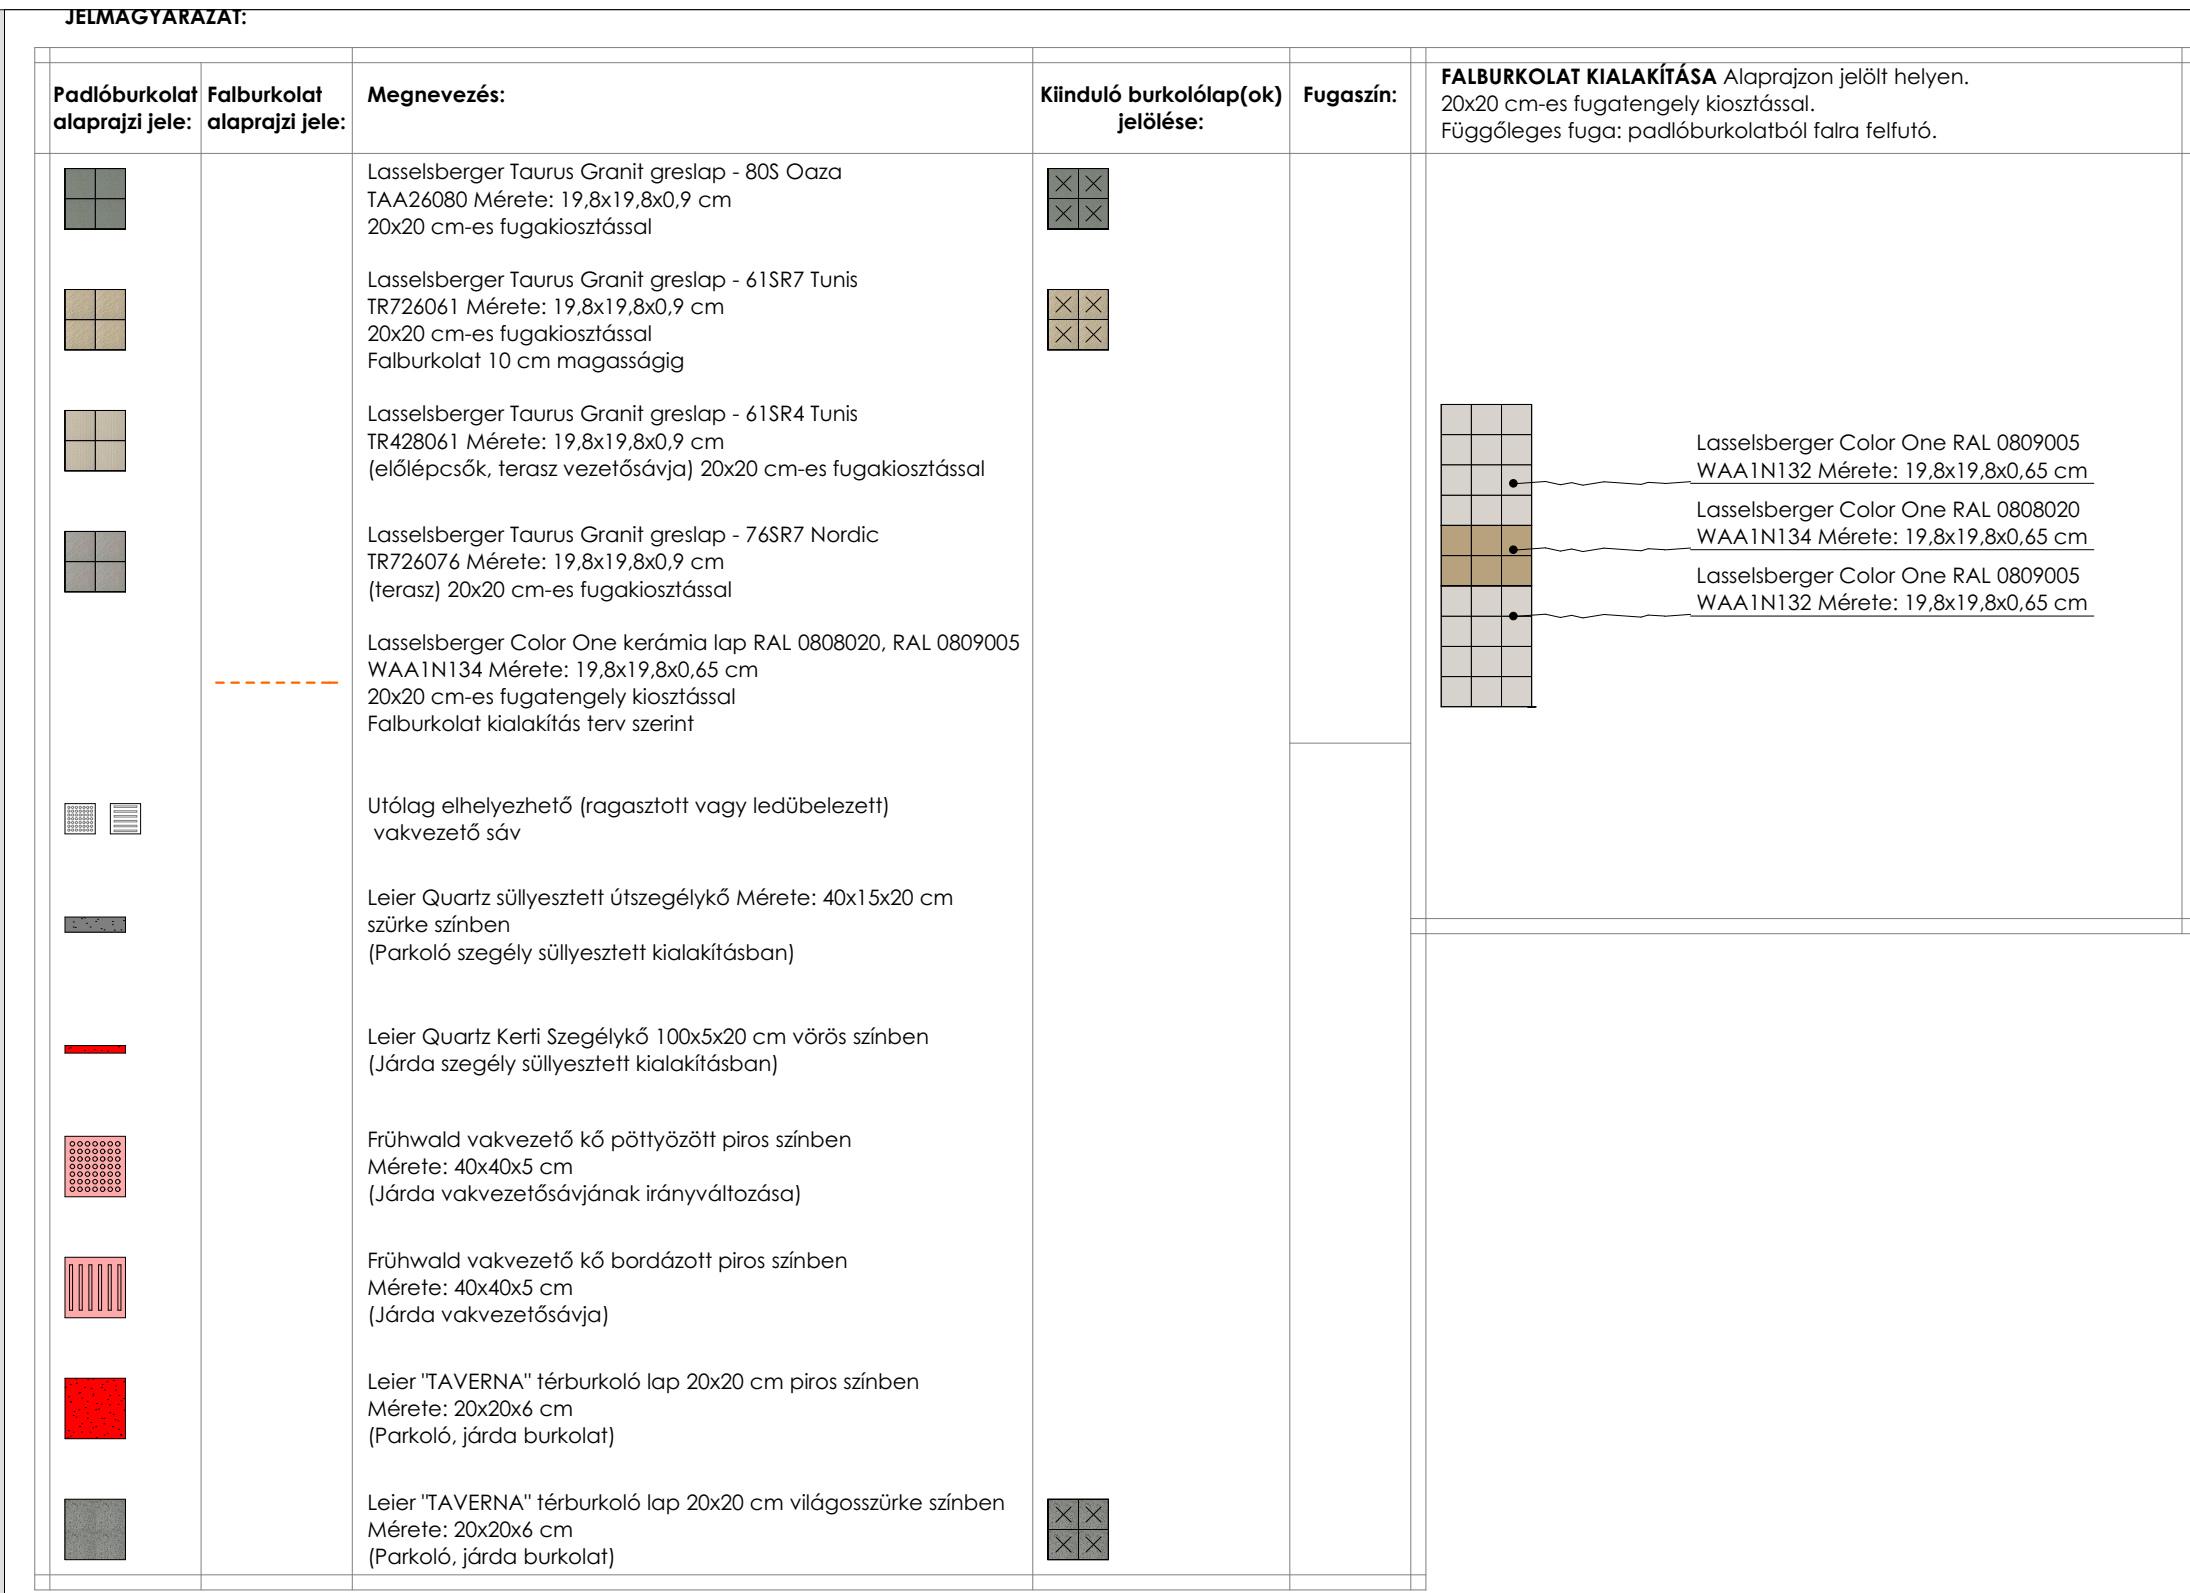 JELMAGYARÁZAT:
Padlóburkolat
alaprajzi jele:
Falburkolat
alaprajzi jele:
Megnevezés:
Kiinduló burkolólap(ok)
jelölése:
Fugaszín:
Lasselsberger Taurus Granit greslap - 80S Oaza
TAA26080 Mérete: 19,8x19,8x0,9 cm
20x20 cm-es fugakiosztással
Lasselsberger Taurus Granit greslap - 61SR7 Tunis
TR726061 Mérete: 19,8x19,8x0,9 cm
20x20 cm-es fugakiosztással
Falburkolat 10 cm magasságig
Lasselsberger Taurus Granit greslap - 61SR4 Tunis
TR428061 Mérete: 19,8x19,8x0,9 cm
(előlépcsők, terasz vezetősávja) 20x20 cm-es fugakiosztással
Lasselsberger Taurus Granit greslap - 76SR7 Nordic
TR726076 Mérete: 19,8x19,8x0,9 cm
(terasz) 20x20 cm-es fugakiosztással
Lasselsberger Color One kerámia lap RAL 0808020, RAL 0809005
WAA1N134 Mérete: 19,8x19,8x0,65 cm
20x20 cm-es fugatengely kiosztással
Falburkolat kialakítás terv szerint
Utólag elhelyezhető (ragasztott vagy ledübelezett)
vakvezető sáv
Leier Quartz süllyesztett útszegélykő Mérete: 40x15x20 cm
szürke színben
(Parkoló szegély süllyesztett kialakításban)
Leier Quartz Kerti Szegélykő 100x5x20 cm vörös színben
(Járda szegély süllyesztett kialakításban)
Frühwald vakvezető kő pöttyözött piros színben
Mérete: 40x40x5 cm
(Járda vakvezetősávjának irányváltozása)
Frühwald vakvezető kő bordázott piros színben
Mérete: 40x40x5 cm
(Járda vakvezetősávja)
Leier "TAVERNA" térburkoló lap 20x20 cm piros színben
Mérete: 20x20x6 cm
(Parkoló, járda burkolat)
Leier "TAVERNA" térburkoló lap 20x20 cm világosszürke színben
Mérete: 20x20x6 cm
(Parkoló, járda burkolat)
FALBURKOLAT KIALAKÍTÁSA Alaprajzon jelölt helyen.
20x20 cm-es fugatengely kiosztással.
Függőleges fuga: padlóburkolatból falra felfutó.
Lasselsberger Color One RAL 0809005
WAA1N132 Mérete: 19,8x19,8x0,65 cm
Lasselsberger Color One RAL 0808020
WAA1N134 Mérete: 19,8x19,8x0,65 cm
Lasselsberger Color One RAL 0809005
WAA1N132 Mérete: 19,8x19,8x0,65 cm